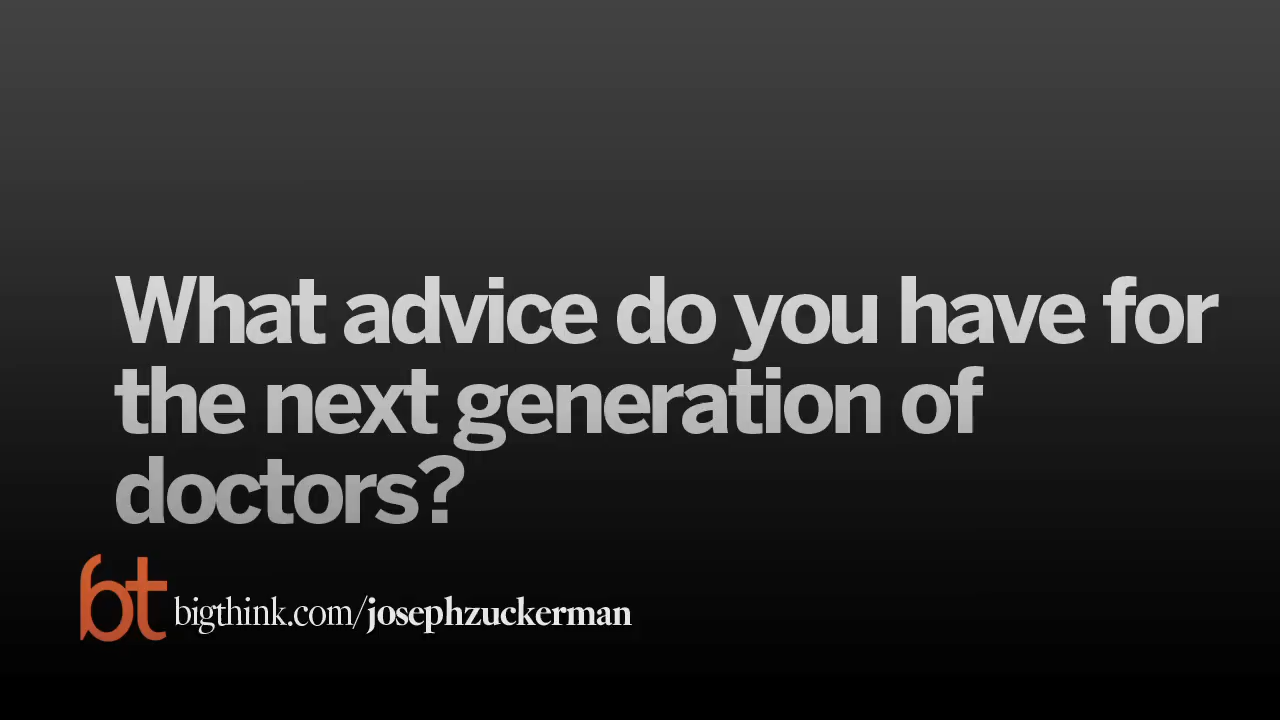 What advice do you have for
the next generation of
doctors?
bt bigthink.com/josephzuckerman